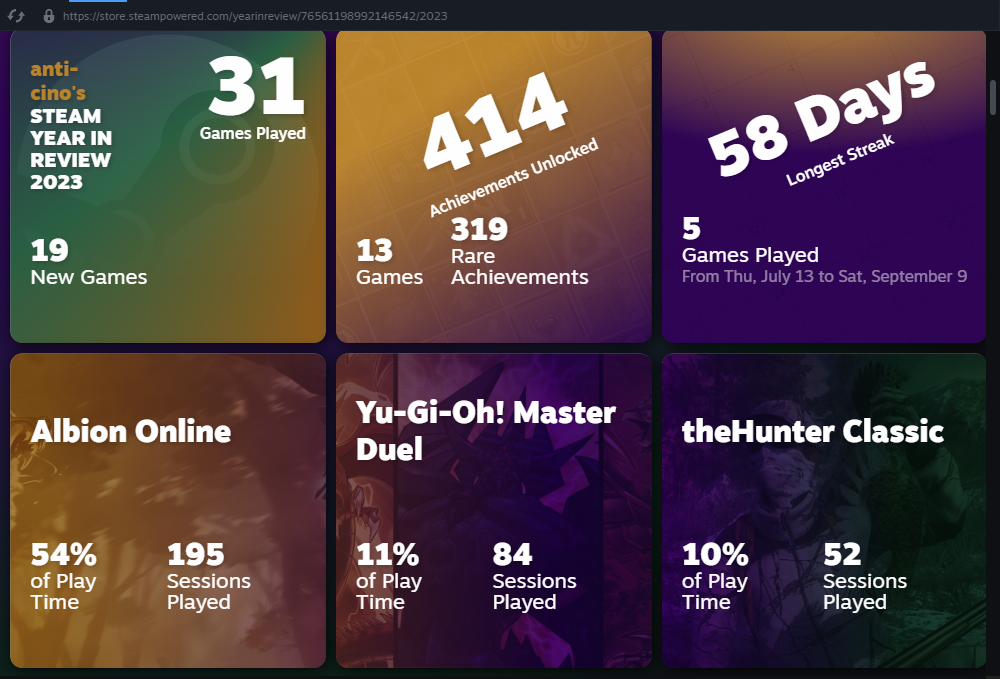 https://store.steampowered.com/yearinreview/76561198992146542/2023
anti-
cino's
STEAM
YEAR IN
REVIEW
2023
31
Games Played
19
New Games
414
Achievements Unlocked
13
Games
319
Rare
Achievements
58 Days
Longest Streak
5
Games Played
From Thu, July 13 to Sat, September 9
Albion Online
54%
of Play
Time
195
Sessions
Played
Yu-Gi-Oh! Master
Duel
11%
of Play
Time
84
Sessions
Played
theHunter Classic
10%
of Play
Time
52
Sessions
Played